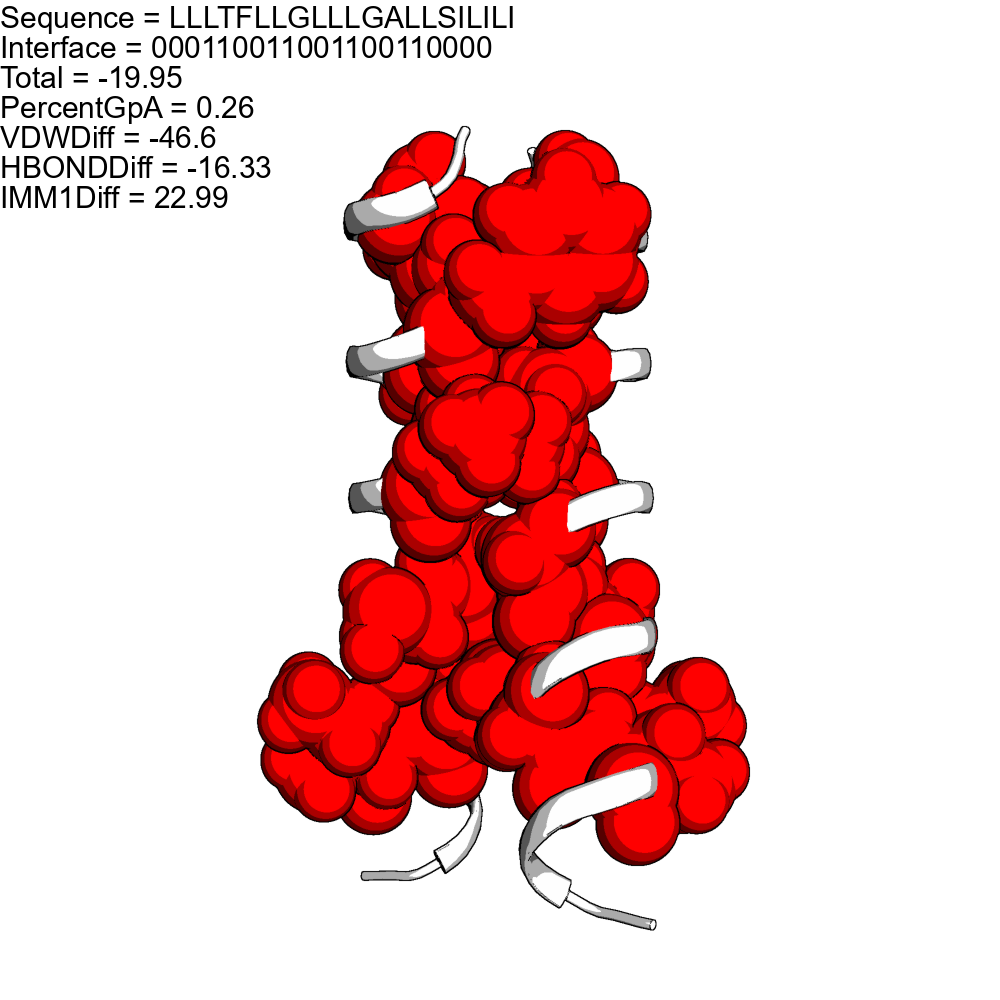 Sequence = LLLTFLLGLLLGALLSILILI
Interface = 000110011001100110000
Total = -19.95
PercentGpA = 0.26
VDWDiff = -46.6
HBONDDiff = -16.33
IMM1Diff = 22.99